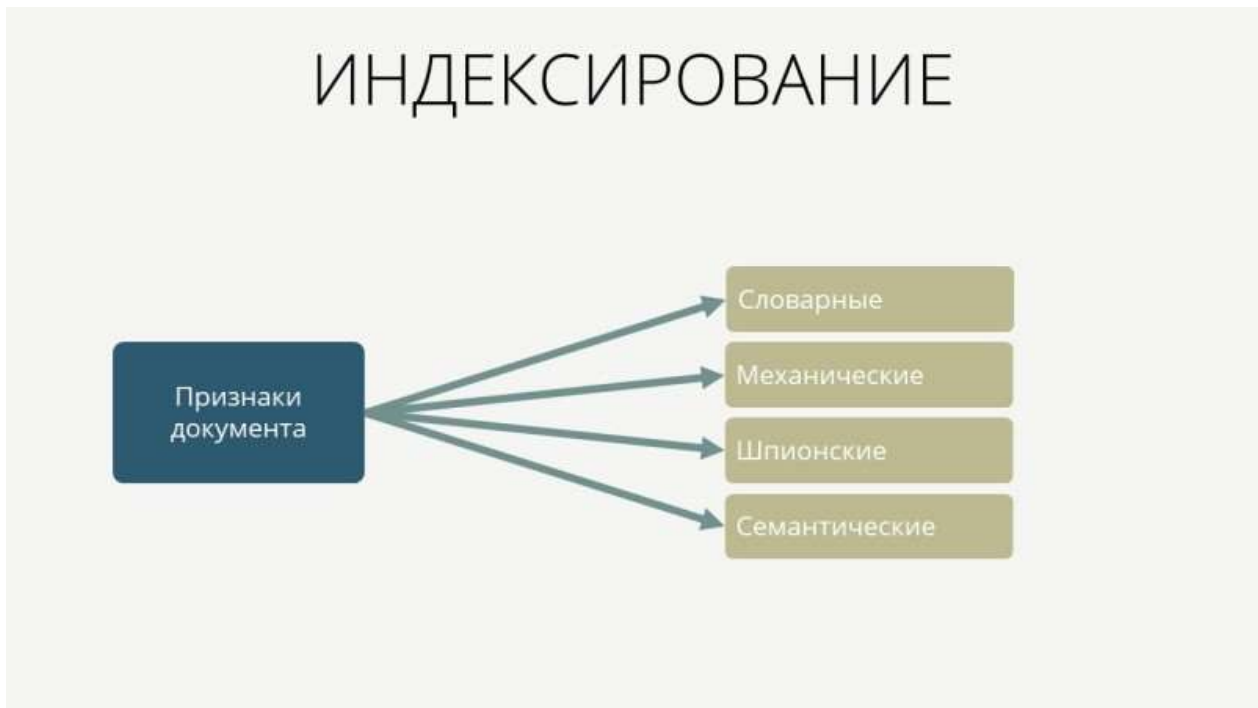 ИНДЕКСИРОВАНИЕ
Признаки
документа
Словарные
Механические
Шпионские
Семантические